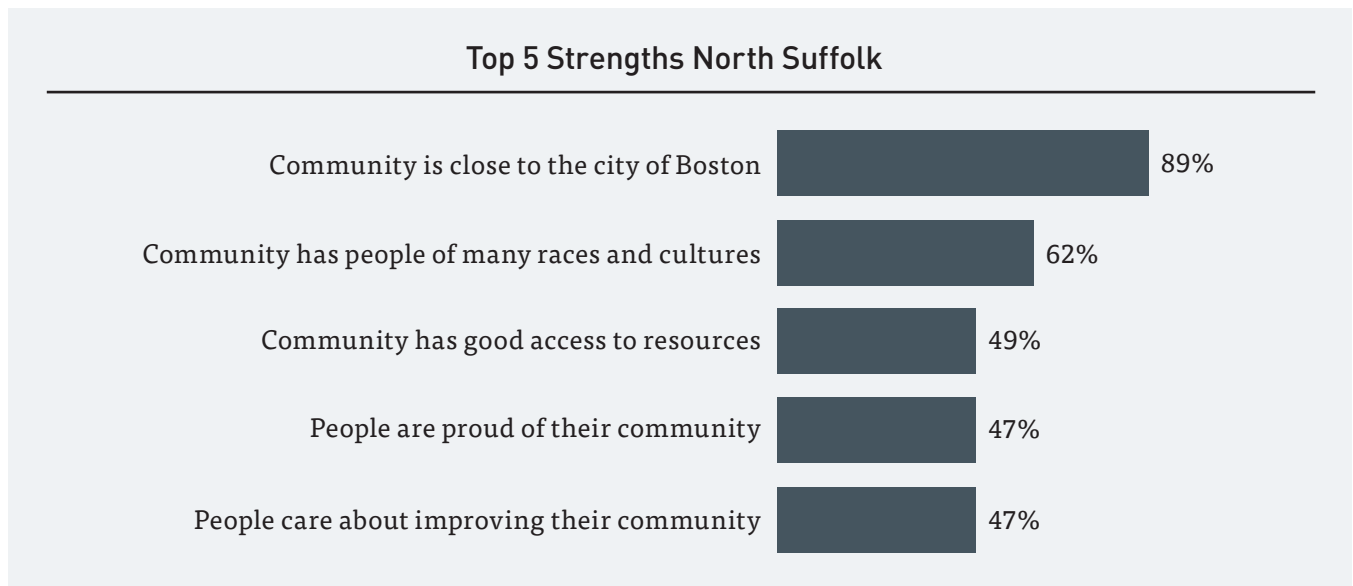 Top 5 Strengths North Suffolk
Community is close to the city of Boston 89%
Community has people of many races and cultures 62%
Community has good access to resources 49%
People are proud of their community 47%
People care about improving their community 47%